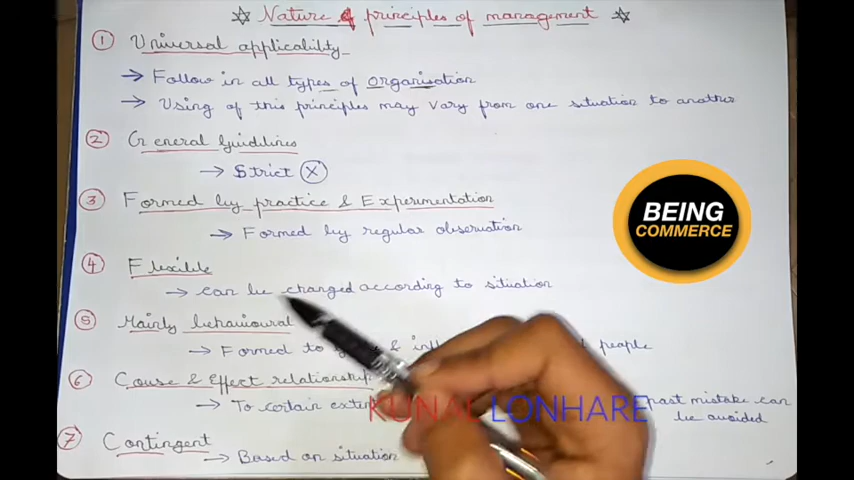 Nature of principles of management
1 Universal applicability
→ Follow in all types of organisation
→ Using of this principles may vary from one situation to another
2 General guidelines
→ Strict X
3 Formed by practice & Experimentation
→ Formed by regular observation
BEING
COMMERCE
4 Flexible
→ can be changed according to situation
5 Mainly behavioural
→ Formed to & people
6 Cause & Effect relationship
→ To certain past mistake can
be avoided
KUNAL LONHARE
7 Contingent
→ Based on situation